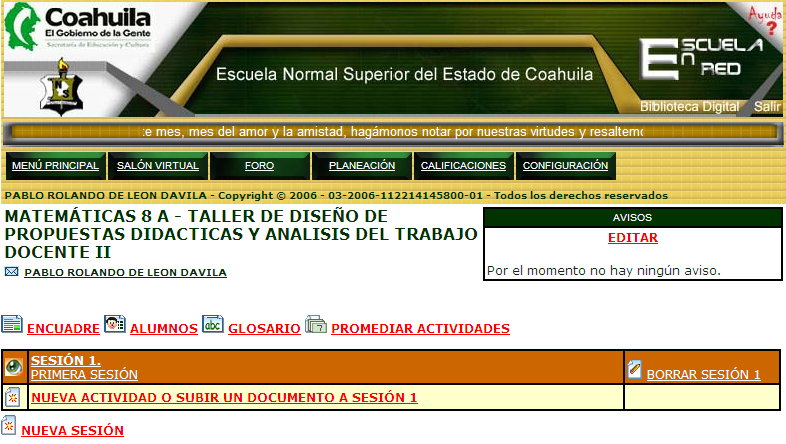 Coahuila
El Gobierno de la Gente
Secretaría de Educación y Cultura
Ayuda
?
N S
Escuela Normal Superior del Estado de Coahuila
ESCUELA
EN
RED
Biblioteca Digital Salir
:e mes, mes del amor y la amistad, hagámonos notar por nuestras virtudes y resaltemo
MENÚ PRINCIPAL SALÓN VIRTUAL FORO PLANEACIÓN CALIFICACIONES CONFIGURACIÓN
PABLO ROLANDO DE LEON DAVILA - Copyright © 2006 - 03-2006-112214145800-01 - Todos los derechos reservados
MATEMÁTICAS 8 A - TALLER DE DISEÑO DE
PROPUESTAS DIDACTICAS Y ANALISIS DEL TRABAJO
DOCENTE II
PABLO ROLANDO DE LEON DAVILA
AVISOS
EDITAR
Por el momento no hay ningún aviso.
ENCUADRE ALUMNOS abc GLOSARIO ? PROMEDIAR ACTIVIDADES
SESIÓN 1.
PRIMERA SESIÓN BORRAR SESIÓN 1
NUEVA ACTIVIDAD O SUBIR UN DOCUMENTO A SESIÓN 1
NUEVA SESIÓN